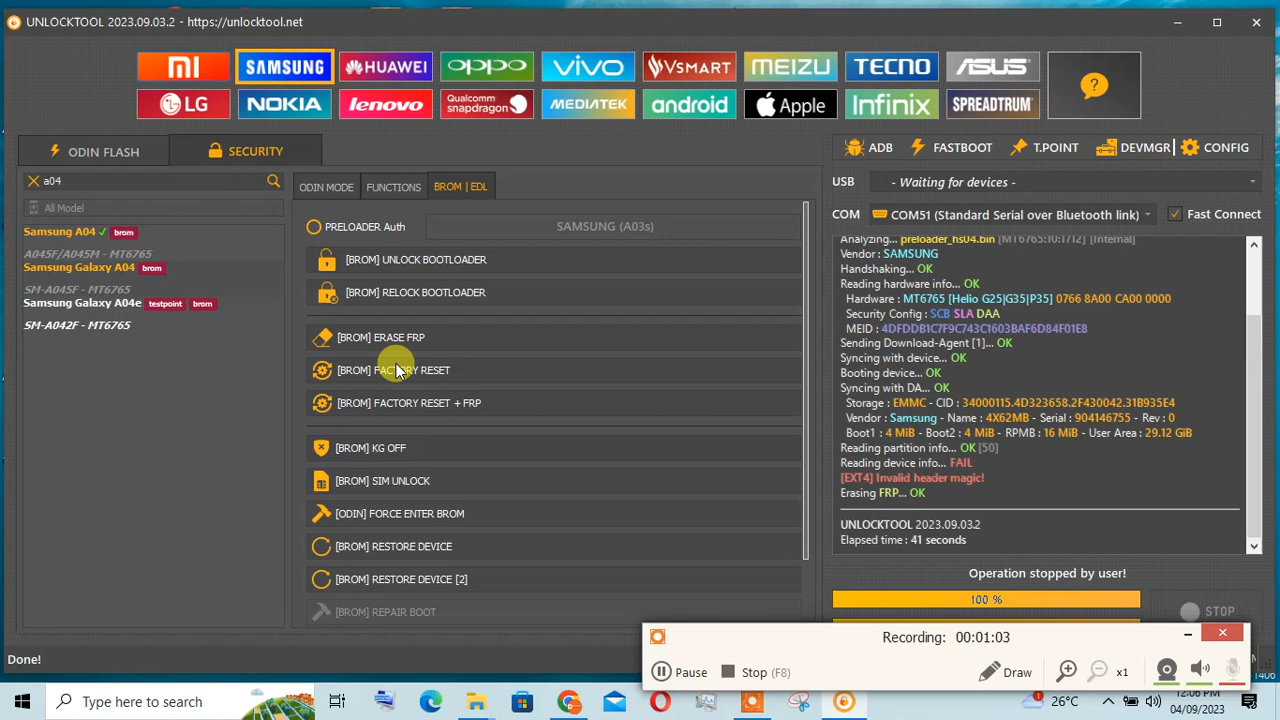 UNLOCKTOOL 2023.09.03.2 - https://unlocktool.net
mi SAMSUNG HUAWEI oppo vivo VSMART MEIZU TECNO ASUS
LG NOKIA lenovo Qualcomm snapdragon MEDIATEK android Apple Infinix SPREADTRUM ?
ODIN FLASH SECURITY
ADB FASTBOOT T.POINT DEVMGR CONFIG
a04
All Model
Samsung A04 ✓ brom
A045F/A045M - MT6765
Samsung Galaxy A04 brom
SM-A045F - MT6765
Samsung Galaxy A04e testpoint brom
SM-A042F - MT6765
ODIN MODE FUNCTIONS BROM | EDL
PRELOADER Auth SAMSUNG (A03s)
[BROM] UNLOCK BOOTLOADER
[BROM] RELOCK BOOTLOADER
[BROM] ERASE FRP
[BROM] FACTORY RESET
[BROM] FACTORY RESET + FRP
[BROM] KG OFF
[BROM] SIM UNLOCK
[ODIN] FORCE ENTER BROM
[BROM] RESTORE DEVICE
[BROM] RESTORE DEVICE [2]
[BROM] REPAIR BOOT
USB - Waiting for devices -
COM COM51 (Standard Serial over Bluetooth link) Fast Connect
Analyzing... preloader_hs04.bin [MT6765:10:1712] [Internal]
Vendor : SAMSUNG
Handshaking... OK
Reading hardware info... OK
Hardware : MT6765 [Helio G25|G35|P35] 0766 8A00 CA00 0000
Security Config : SCB SLA DAA
MEID : 4DFDDB1C7F9C743C1603BAF6D84F01E8
Sending Download-Agent [1]... OK
Syncing with device... OK
Booting device... OK
Syncing with DA... OK
Storage : EMMC - CID : 34000115.4D323658.2F430042.31B935E4
Vendor : Samsung - Name : 4X62MB - Serial : 904146755 - Rev : 0
Boot1 : 4 MiB - Boot2 : 4 MiB - RPMB : 16 MiB - User Area : 29.12 GiB
Reading partition info... OK [50]
Reading device info... FAIL
[EXT4] Invalid header magic!
Erasing FRP... OK
UNLOCKTOOL 2023.09.03.2
Elapsed time : 41 seconds
Operation stopped by user!
100 %
STOP
Done!
Recording: 00:01:03
Pause Stop (F8) Draw x1
Type here to search
1 26°C 12:06 PM
04/09/2023